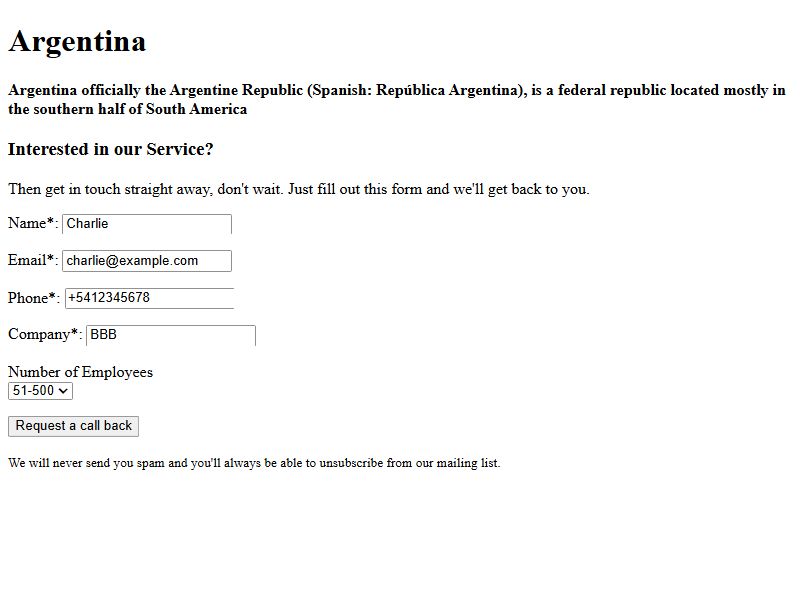 Argentina
Argentina officially the Argentine Republic (Spanish: República Argentina), is a federal republic located mostly in
the southern half of South America
Interested in our Service?
Then get in touch straight away, don't wait. Just fill out this form and we'll get back to you.
Name*: Charlie
Email*: charlie@example.com
Phone*: +5412345678
Company*: BBB
Number of Employees
51-500
Request a call back
We will never send you spam and you'll always be able to unsubscribe from our mailing list.